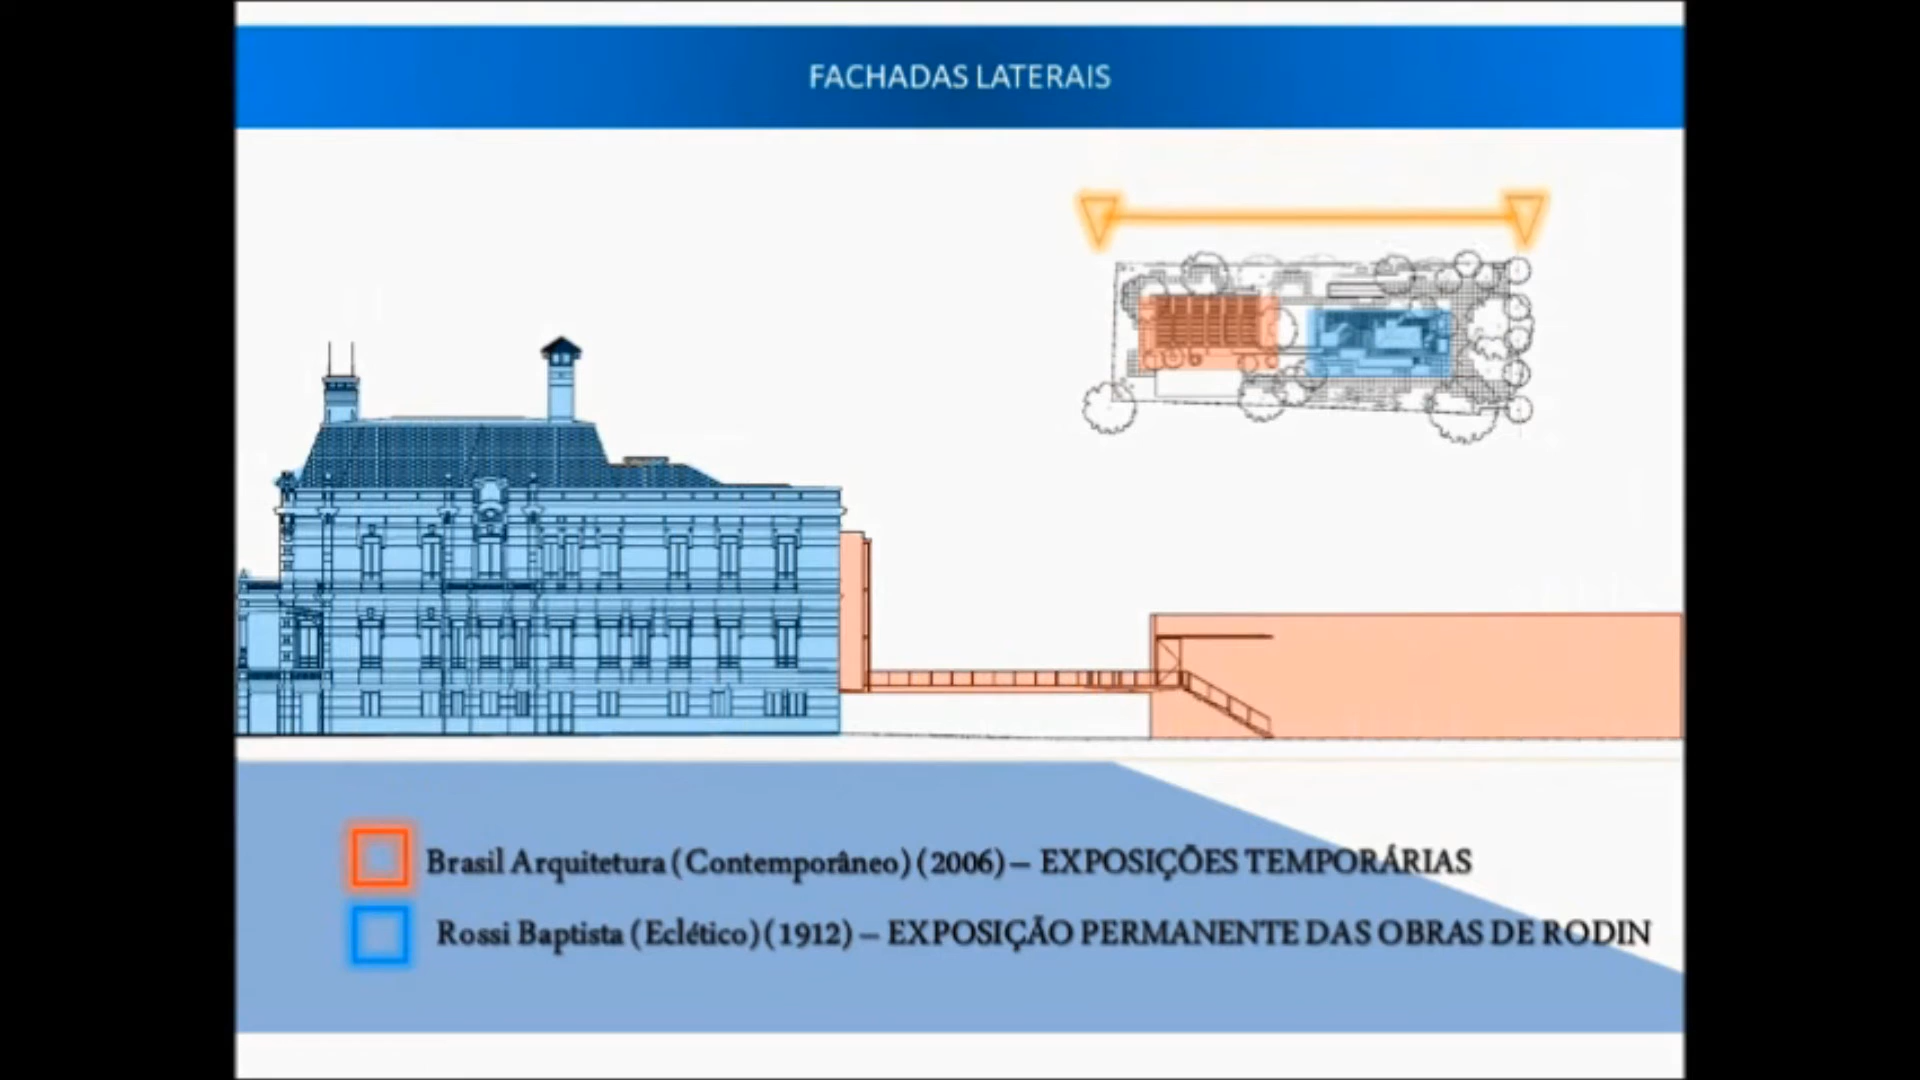 FACHADAS LATERAIS
Brasil Arquitetura (Contemporâneo) (2006) – EXPOSIÇÕES TEMPORÁRIAS
Rossi Baptista (Eclético) (1912) – EXPOSIÇÃO PERMANENTE DAS OBRAS DE RODIN